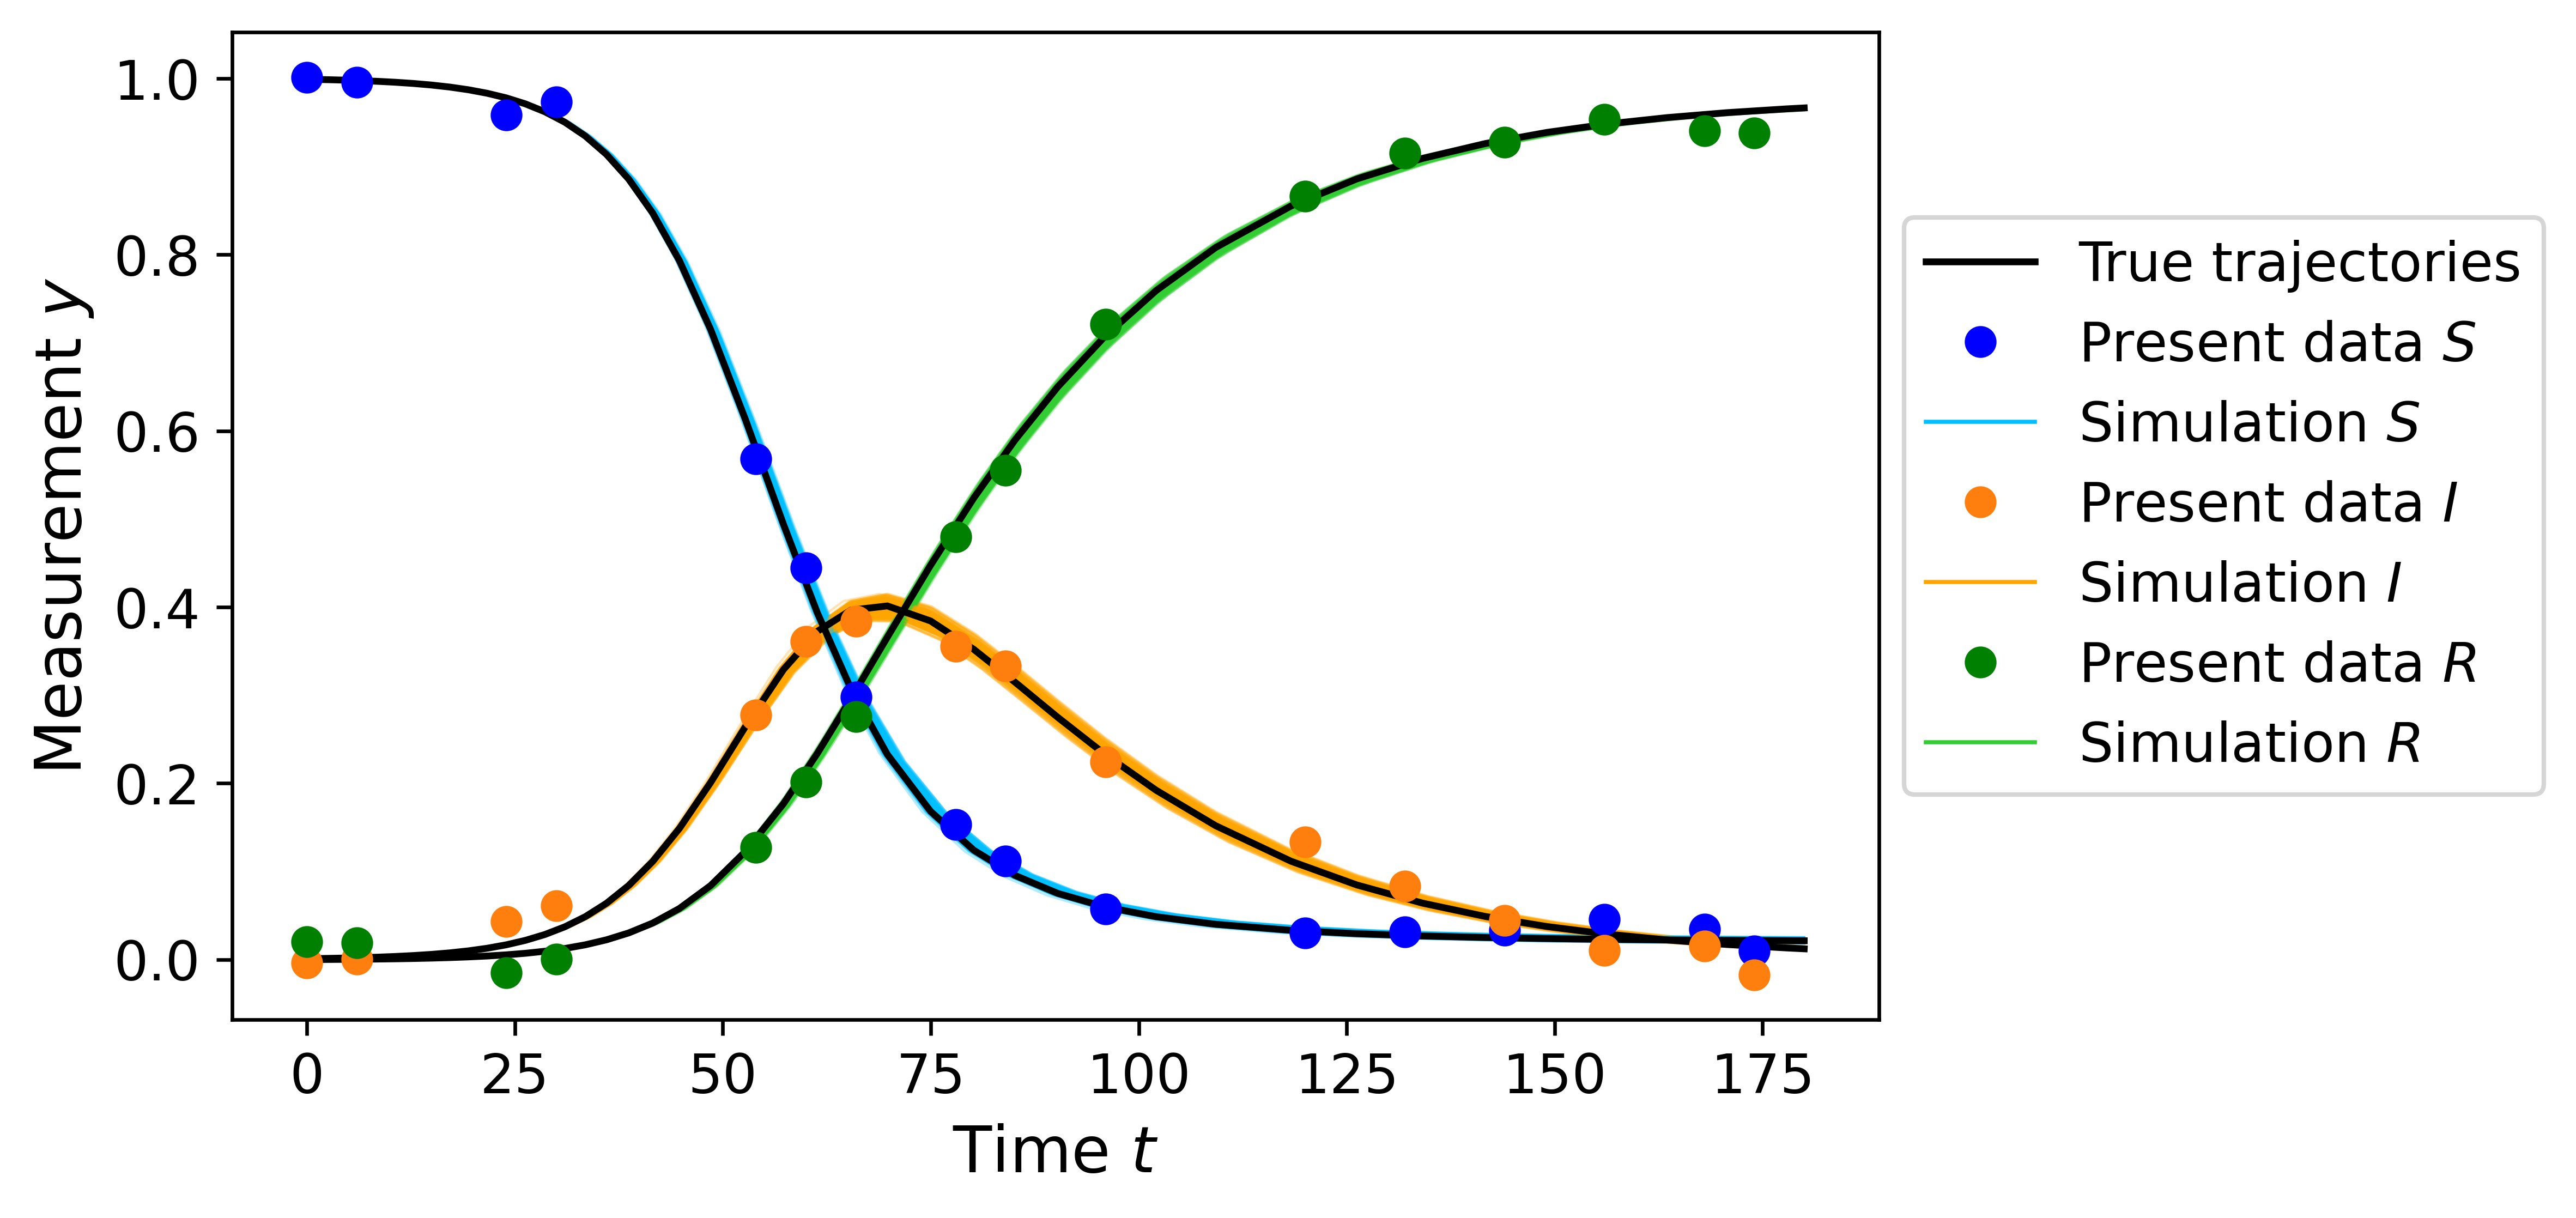 Measurement y
1.0
0.8
0.6
0.4
0.2
0.0
0 25 50 75 100 125 150 175
Time t
True trajectories
Present data S
Simulation S
Present data I
Simulation I
Present data R
Simulation R